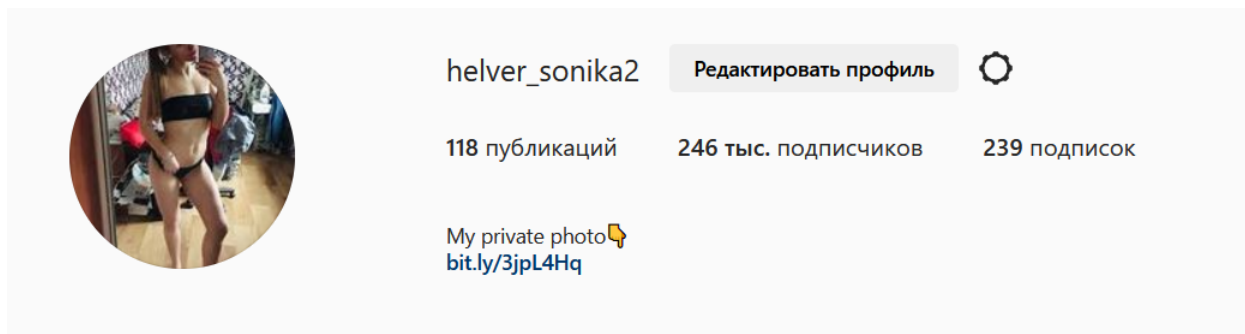 helver_sonika2 Редактировать профиль
118 публикаций 246 тыс. подписчиков 239 подписок
My private photo👇
bit.ly/3jpL4Hq